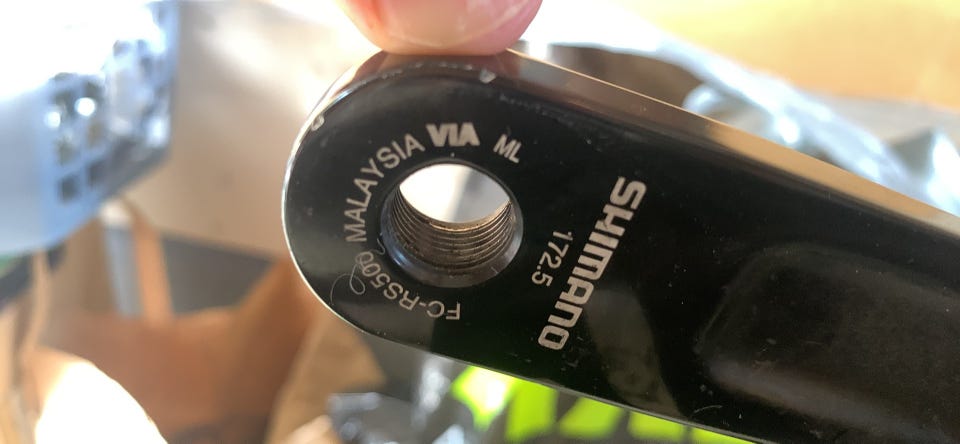 FC-RS500 MALAYSIA VIA ML
SHIMANO
172.5